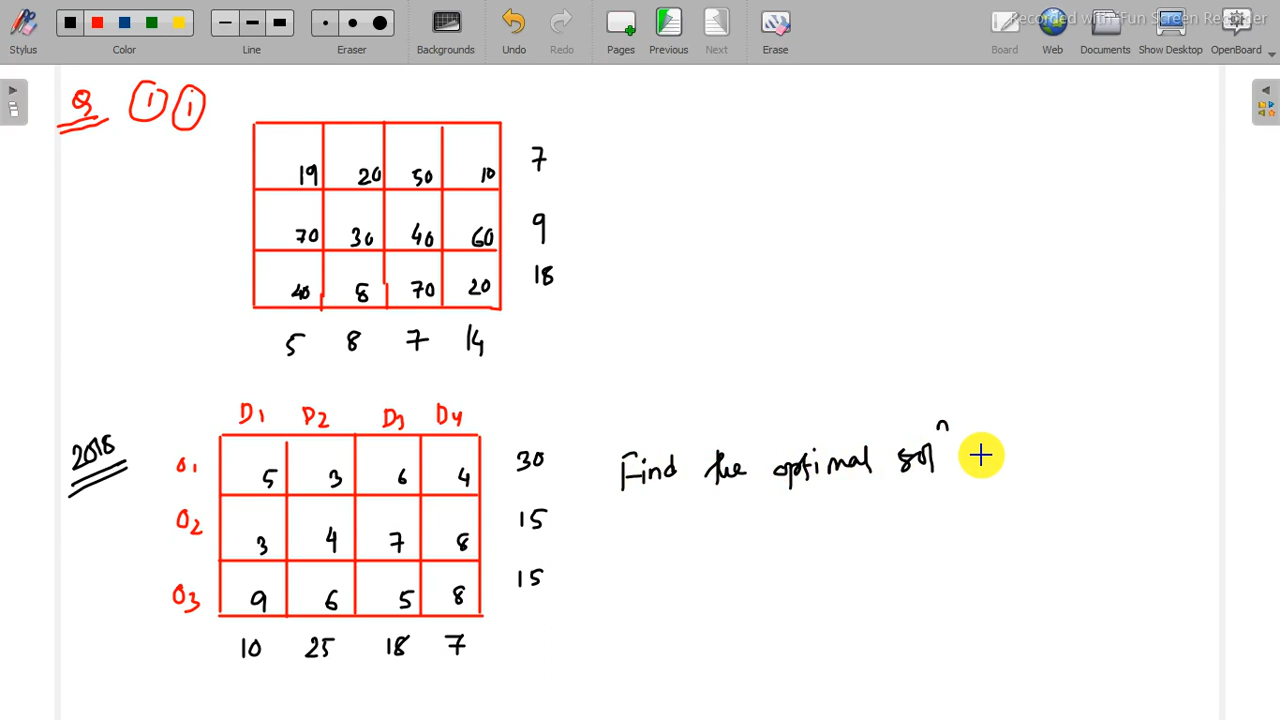 Stylus Color Line Eraser Backgrounds Undo Redo Pages Previous Next Erase Board Web Documents Show Desktop OpenBoard
Recorded with Fun Screen Recorder
Q 1 1
19 20 50 10 7
70 30 40 60 9
40 8 70 20 18
5 8 7 14
2018
D1 D2 D3 D4
O1 5 3 6 4 30
O2 3 4 7 8 15
O3 9 6 5 8 15
10 25 18 7
Find the optimal solⁿ